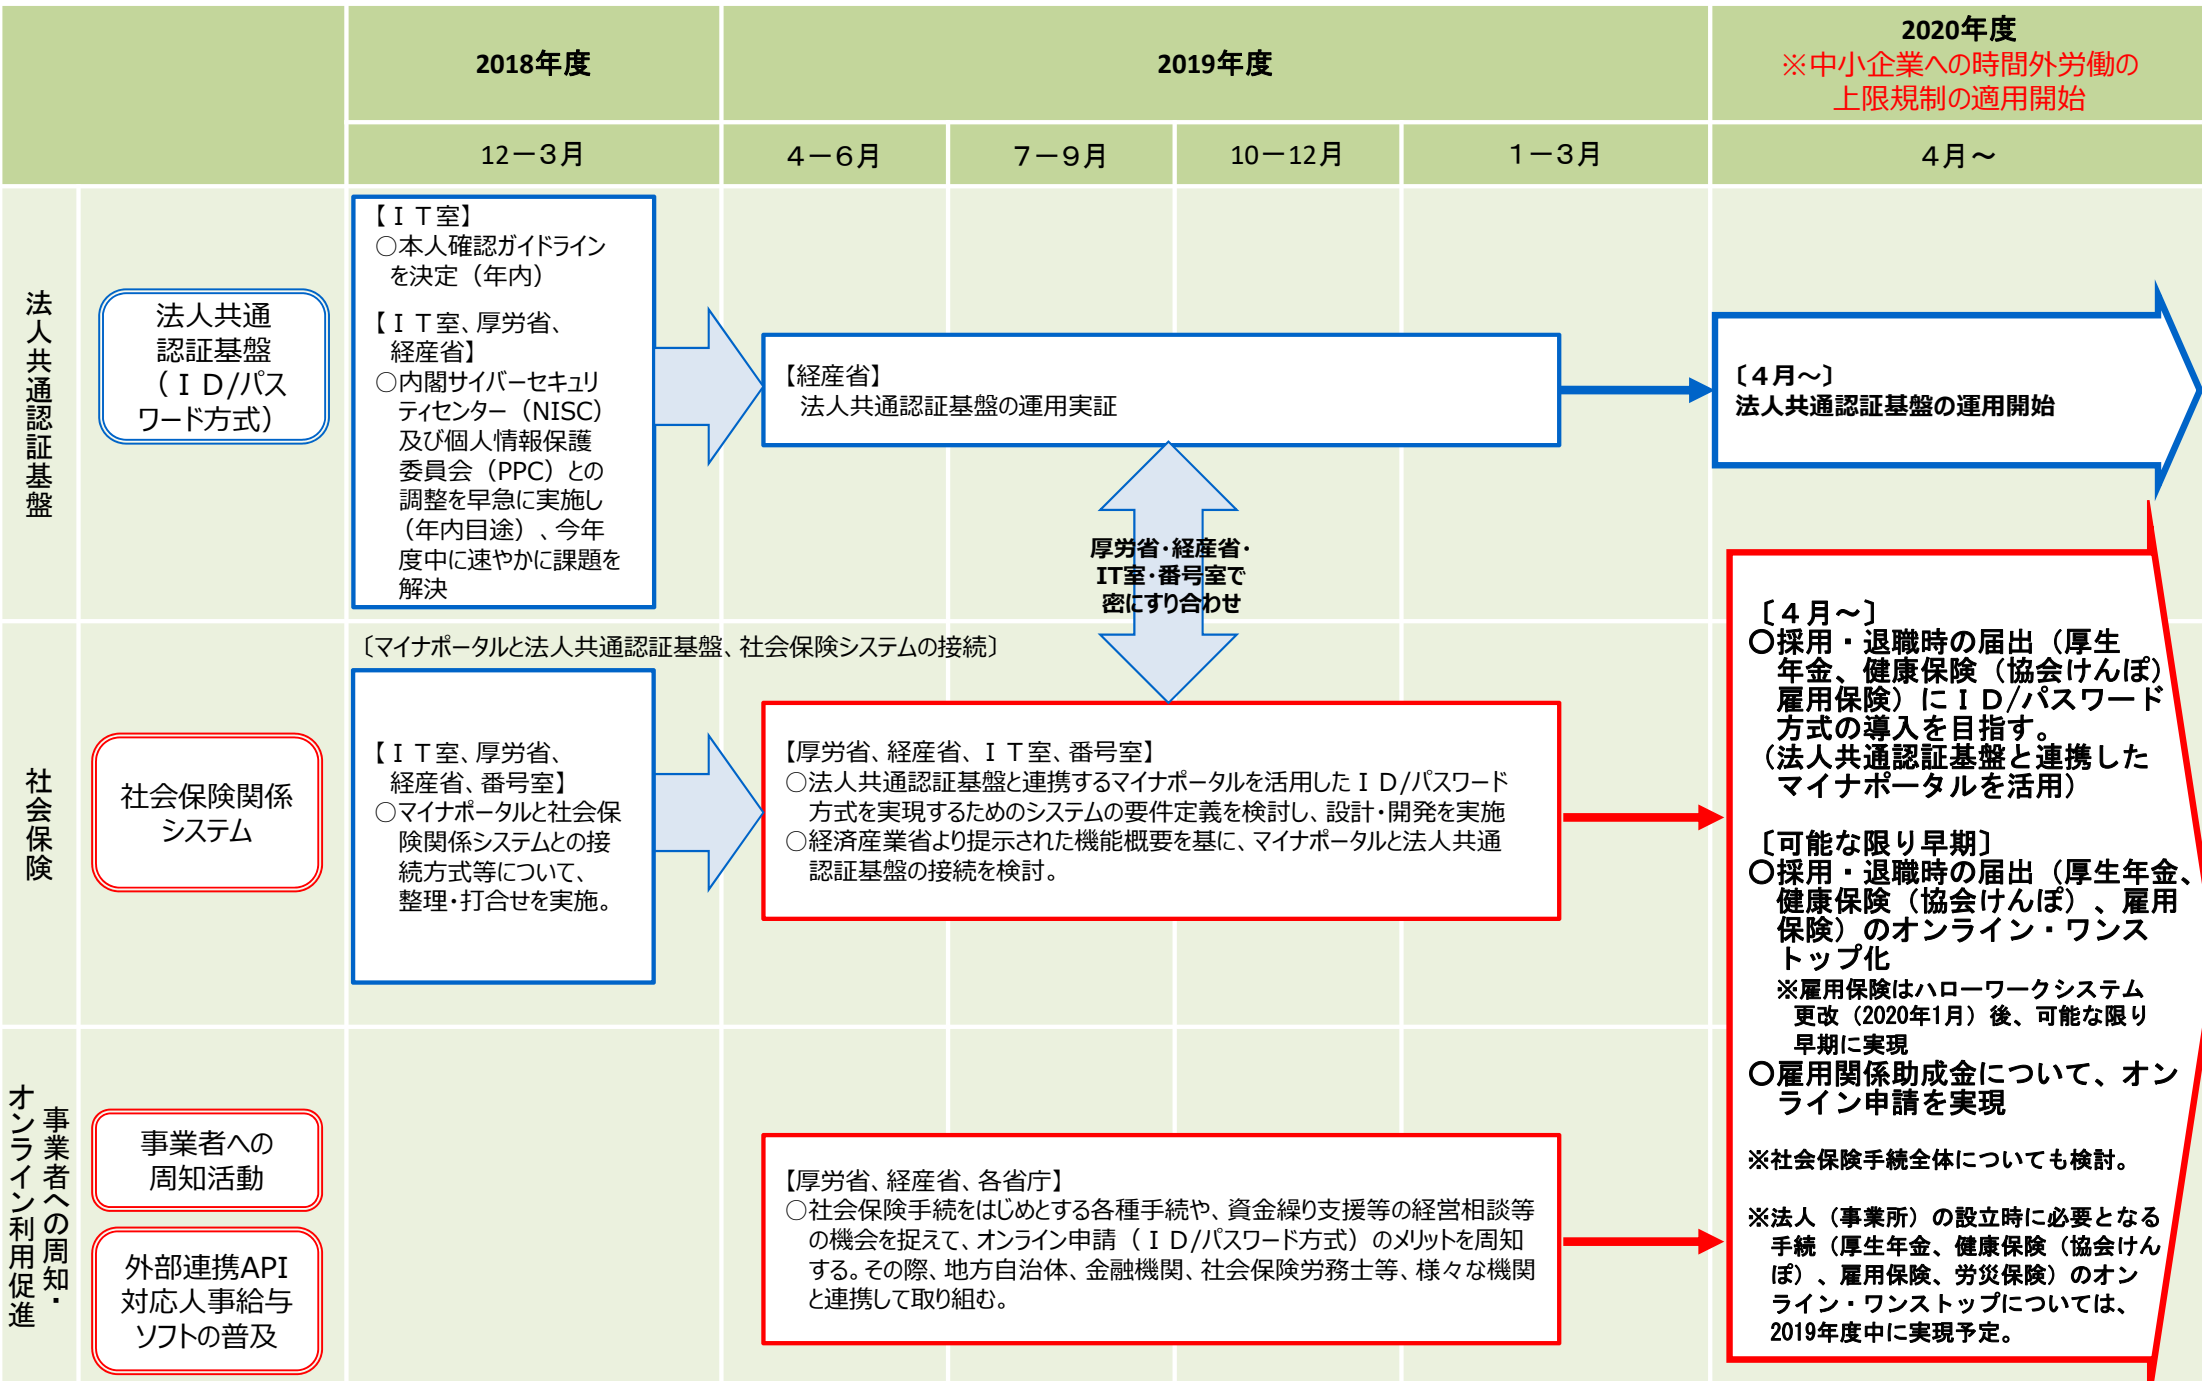 2018年度
2019年度
2020年度
※中小企業への時間外労働の
上限規制の適用開始
12－3月
4－6月
7－9月
10－12月
1－3月
4月～
法人共通認証基盤
法人共通
認証基盤
（ＩＤ/パス
ワード方式）
【ＩＴ室】
○本人確認ガイドライン
を決定（年内）
【ＩＴ室、厚労省、
経産省】
○内閣サイバーセキュリ
ティセンター（NISC）
及び個人情報保護
委員会（PPC）との
調整を早急に実施し
（年内目途）、今年
度中に速やかに課題を
解決
【経産省】
法人共通認証基盤の運用実証
〔４月～〕
法人共通認証基盤の運用開始
厚労省・経産省・
IT室・番号室で
密にすり合わせ
社会保険
社会保険関係
システム
〔マイナポータルと法人共通認証基盤、社会保険システムの接続〕
【ＩＴ室、厚労省、
経産省、番号室】
○マイナポータルと社会保
険関係システムとの接
続方式等について、
整理・打合せを実施。
【厚労省、経産省、ＩＴ室、番号室】
○法人共通認証基盤と連携するマイナポータルを活用したＩＤ/パスワード
方式を実現するためのシステムの要件定義を検討し、設計・開発を実施
○経済産業省より提示された機能概要を基に、マイナポータルと法人共通
認証基盤の接続を検討。
〔４月～〕
○採用・退職時の届出（厚生
年金、健康保険（協会けんぽ）
雇用保険）にＩＤ/パスワード
方式の導入を目指す。
（法人共通認証基盤と連携した
マイナポータルを活用）
〔可能な限り早期〕
○採用・退職時の届出（厚生年金、
健康保険（協会けんぽ）、雇用
保険）のオンライン・ワンス
トップ化
※雇用保険はハローワークシステム
更改（2020年1月）後、可能な限り
早期に実現
○雇用関係助成金について、オン
ライン申請を実現
※社会保険手続全体についても検討。
※法人（事業所）の設立時に必要となる
手続（厚生年金、健康保険（協会けん
ぽ）、雇用保険、労災保険）のオン
ライン・ワンストップについては、
2019年度中に実現予定。
事業者への周知・
オンライン利用促進
事業者への
周知活動
外部連携API
対応人事給与
ソフトの普及
【厚労省、経産省、各省庁】
○社会保険手続をはじめとする各種手続や、資金繰り支援等の経営相談等
の機会を捉えて、オンライン申請（ＩＤ/パスワード方式）のメリットを周知
する。その際、地方自治体、金融機関、社会保険労務士等、様々な機関
と連携して取り組む。